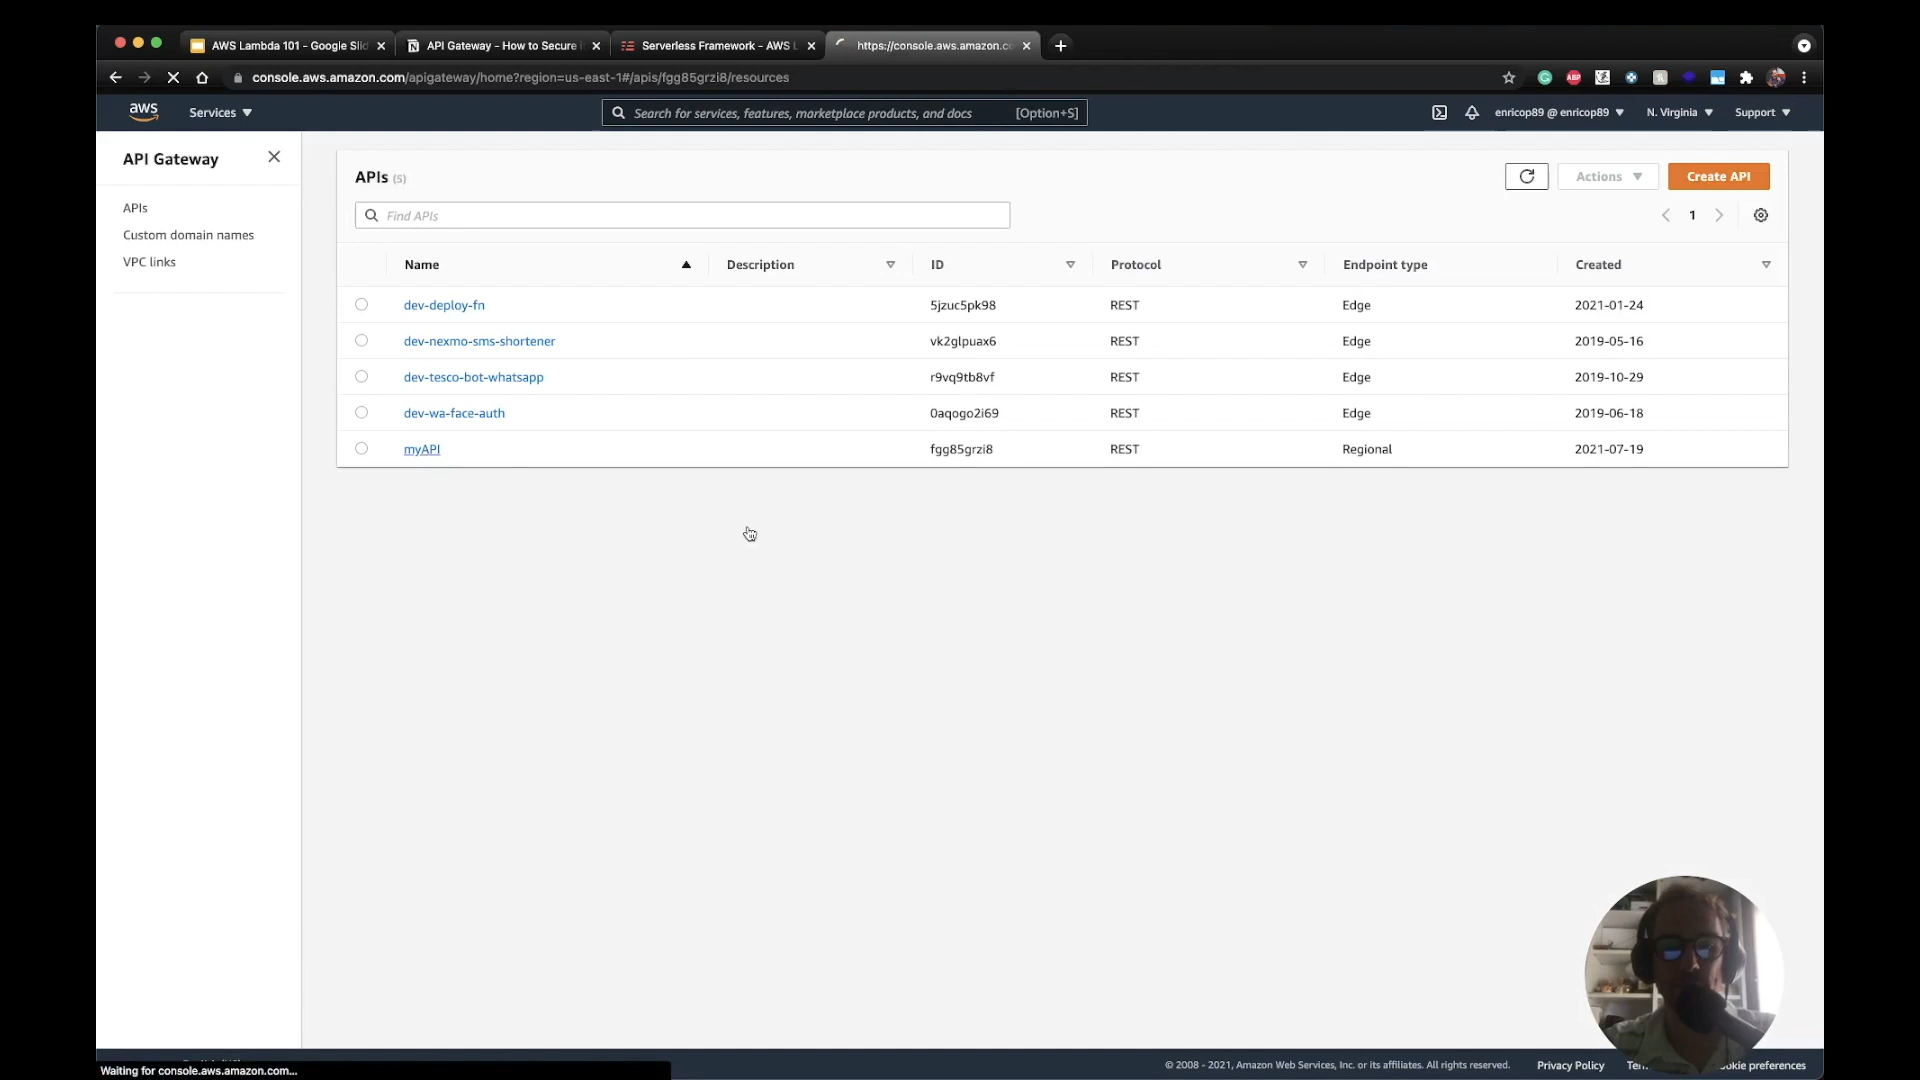 AWS Lambda 101 - Google Slid
API Gateway - How to Secure
Serverless Framework - AWS L
https://console.aws.amazon.co
console.aws.amazon.com/apigateway/home?region=us-east-1#/apis/fgg85grzi8/resources
ABP
aws
Services
Search for services, features, marketplace products, and docs
[Option+S]
enricop89 @ enricop89
N. Virginia
Support
API Gateway
APIs
Custom domain names
VPC links
APIs (5)
Actions
Create API
Find APIs
1
Name Description ID Protocol Endpoint type Created
dev-deploy-fn 5jzuc5pk98 REST Edge 2021-01-24
dev-nexmo-sms-shortener vk2glpuax6 REST Edge 2019-05-16
dev-tesco-bot-whatsapp r9vq9tb8vf REST Edge 2019-10-29
dev-wa-face-auth 0aqogo2i69 REST Edge 2019-06-18
myAPI fgg85grzi8 REST Regional 2021-07-19
© 2008 - 2021, Amazon Web Services, Inc. or its affiliates. All rights reserved.
Privacy Policy
Ter
okie preferences
Waiting for console.aws.amazon.com...